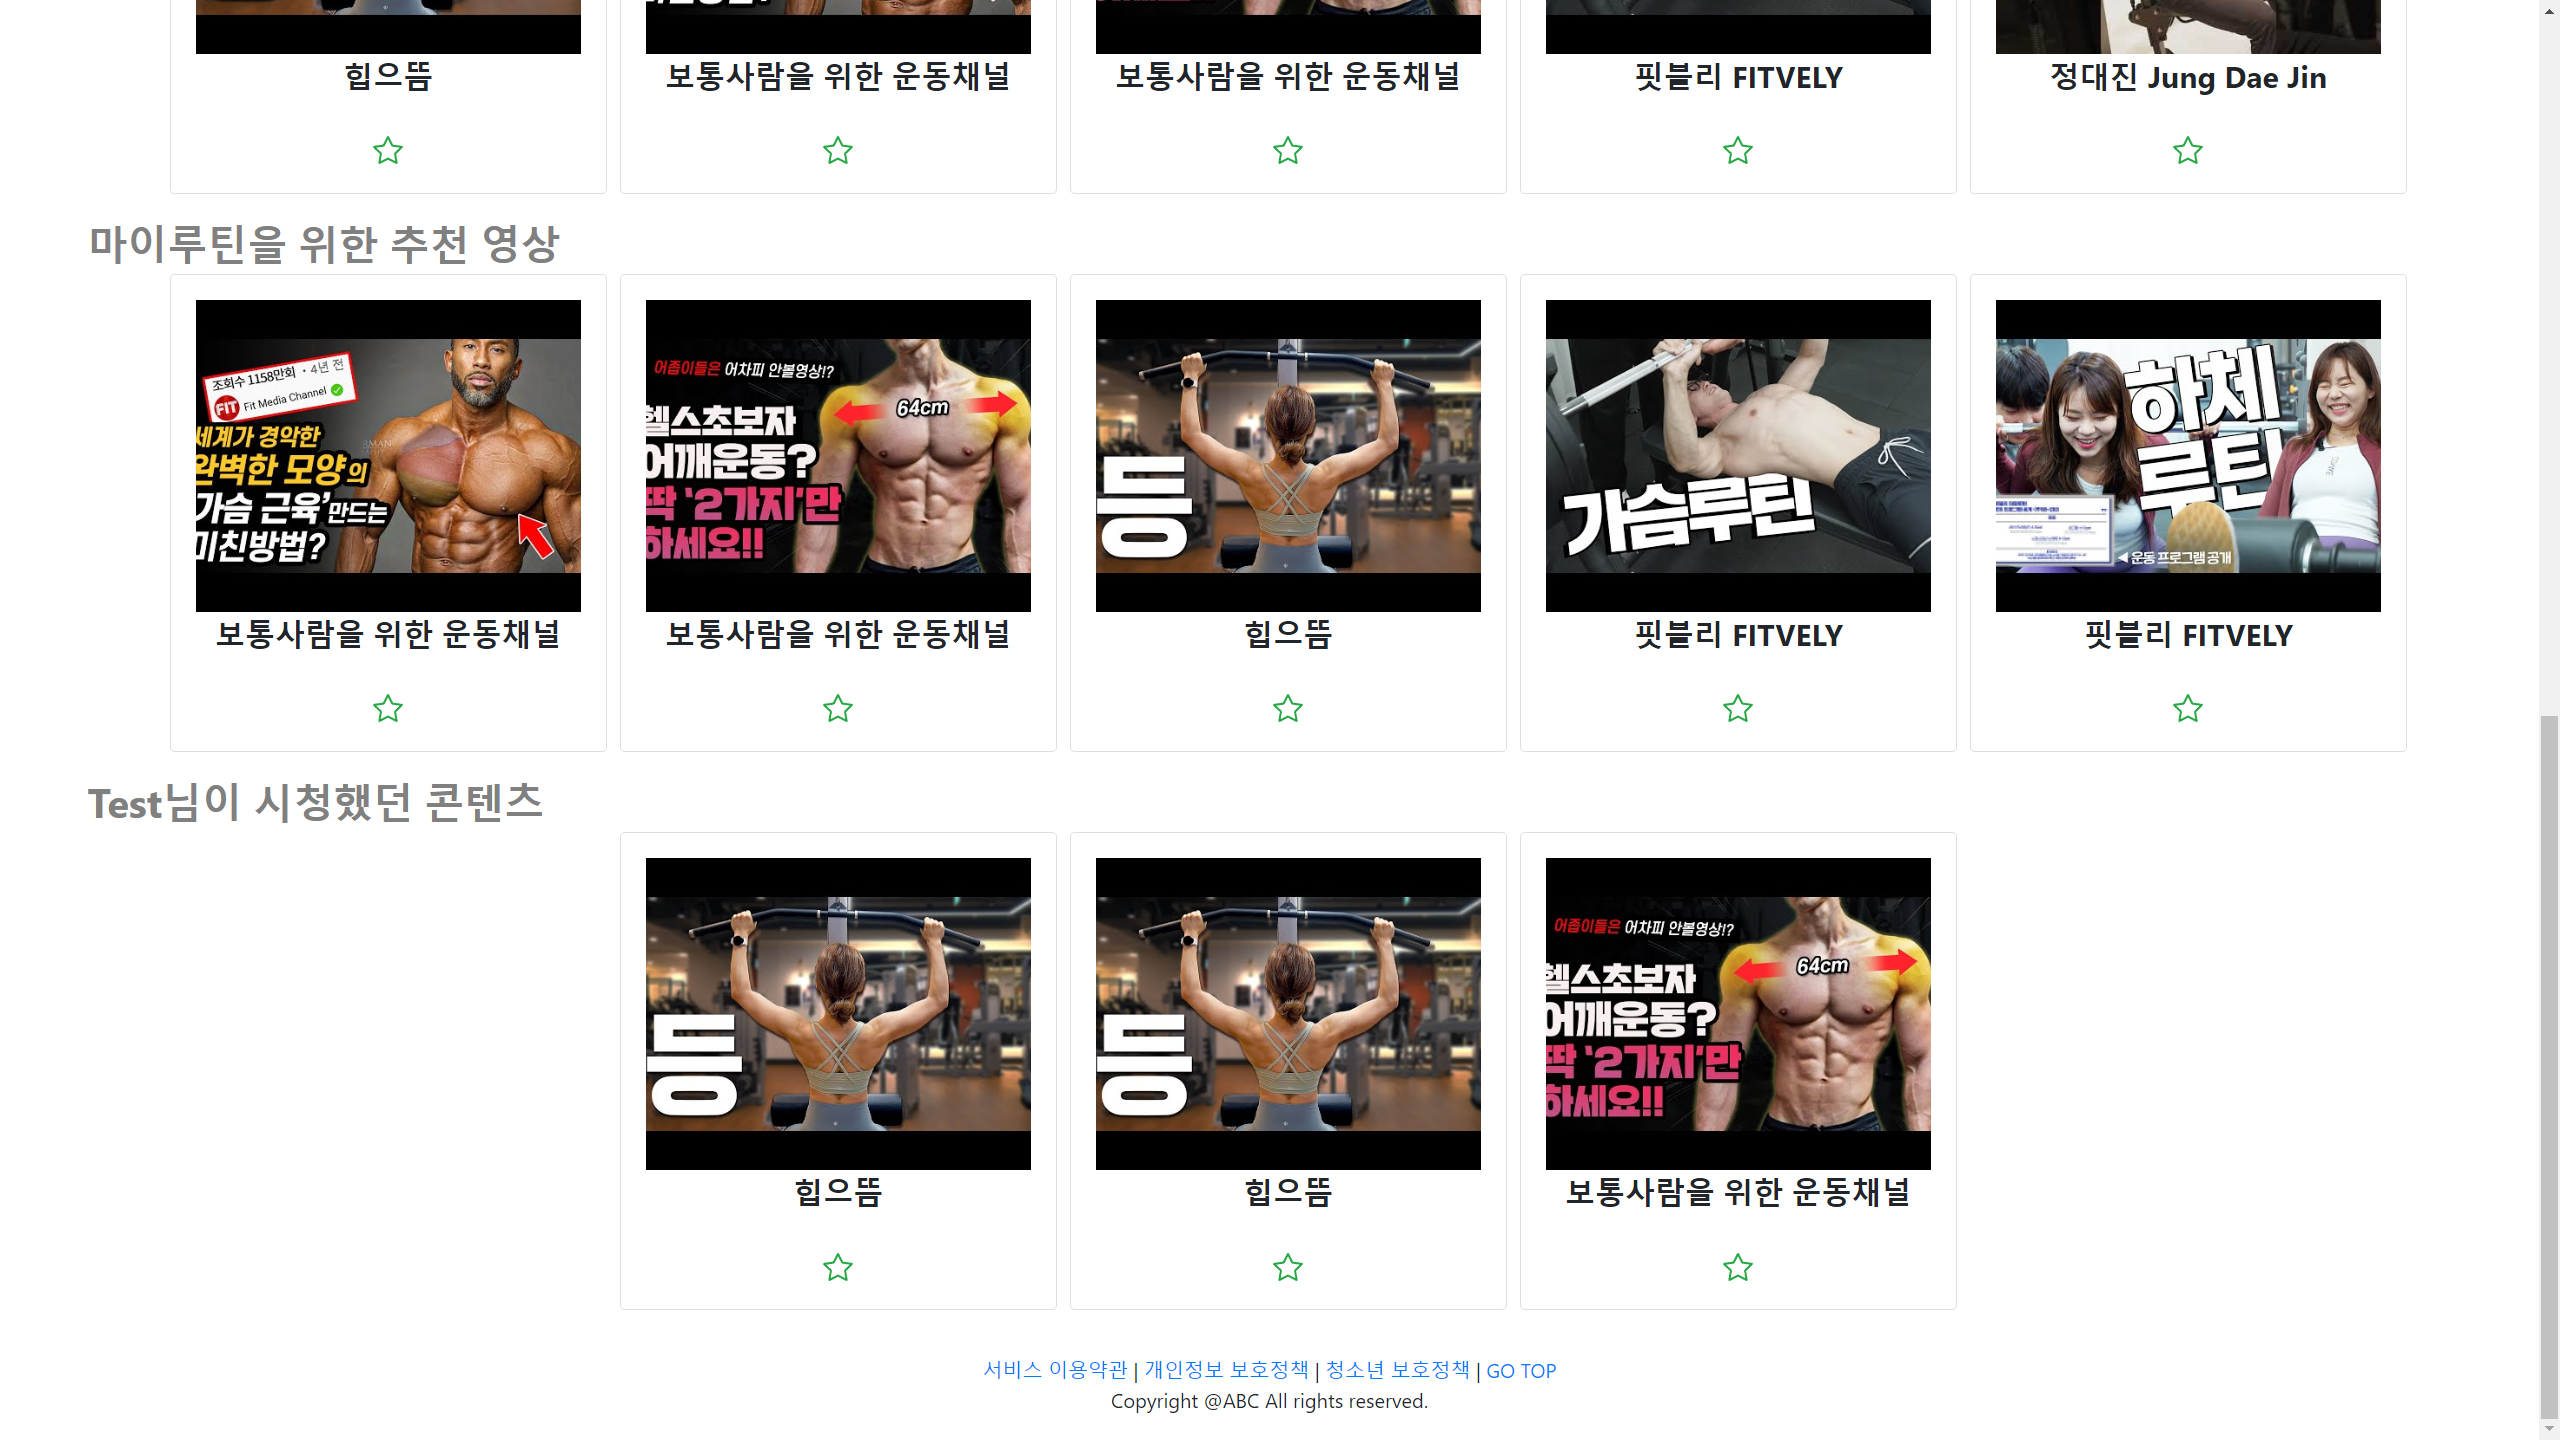 힙으뜸
보통사람을 위한 운동채널
보통사람을 위한 운동채널
핏블리 FITVELY
정대진 Jung Dae Jin
마이루틴을 위한 추천 영상
조회수 1158만회 · 4년 전
FIT Fit Media Channel
세계가 경악한
완벽한 모양의
'가슴 근육'만드는
미친방법?
어좁이들은 어차피 안볼영상!?
64cm
헬스초보자
어깨운동?
딱 '2가지'만
하세요!!
등
가슴루틴
하체
루틴
◀ 운동 프로그램 공개
보통사람을 위한 운동채널
보통사람을 위한 운동채널
힙으뜸
핏블리 FITVELY
핏블리 FITVELY
Test님이 시청했던 콘텐츠
등
등
어좁이들은 어차피 안볼영상!?
64cm
헬스초보자
어깨운동?
딱 '2가지'만
하세요!!
힙으뜸
힙으뜸
보통사람을 위한 운동채널
서비스 이용약관 | 개인정보 보호정책 | 청소년 보호정책 | GO TOP
Copyright @ABC All rights reserved.